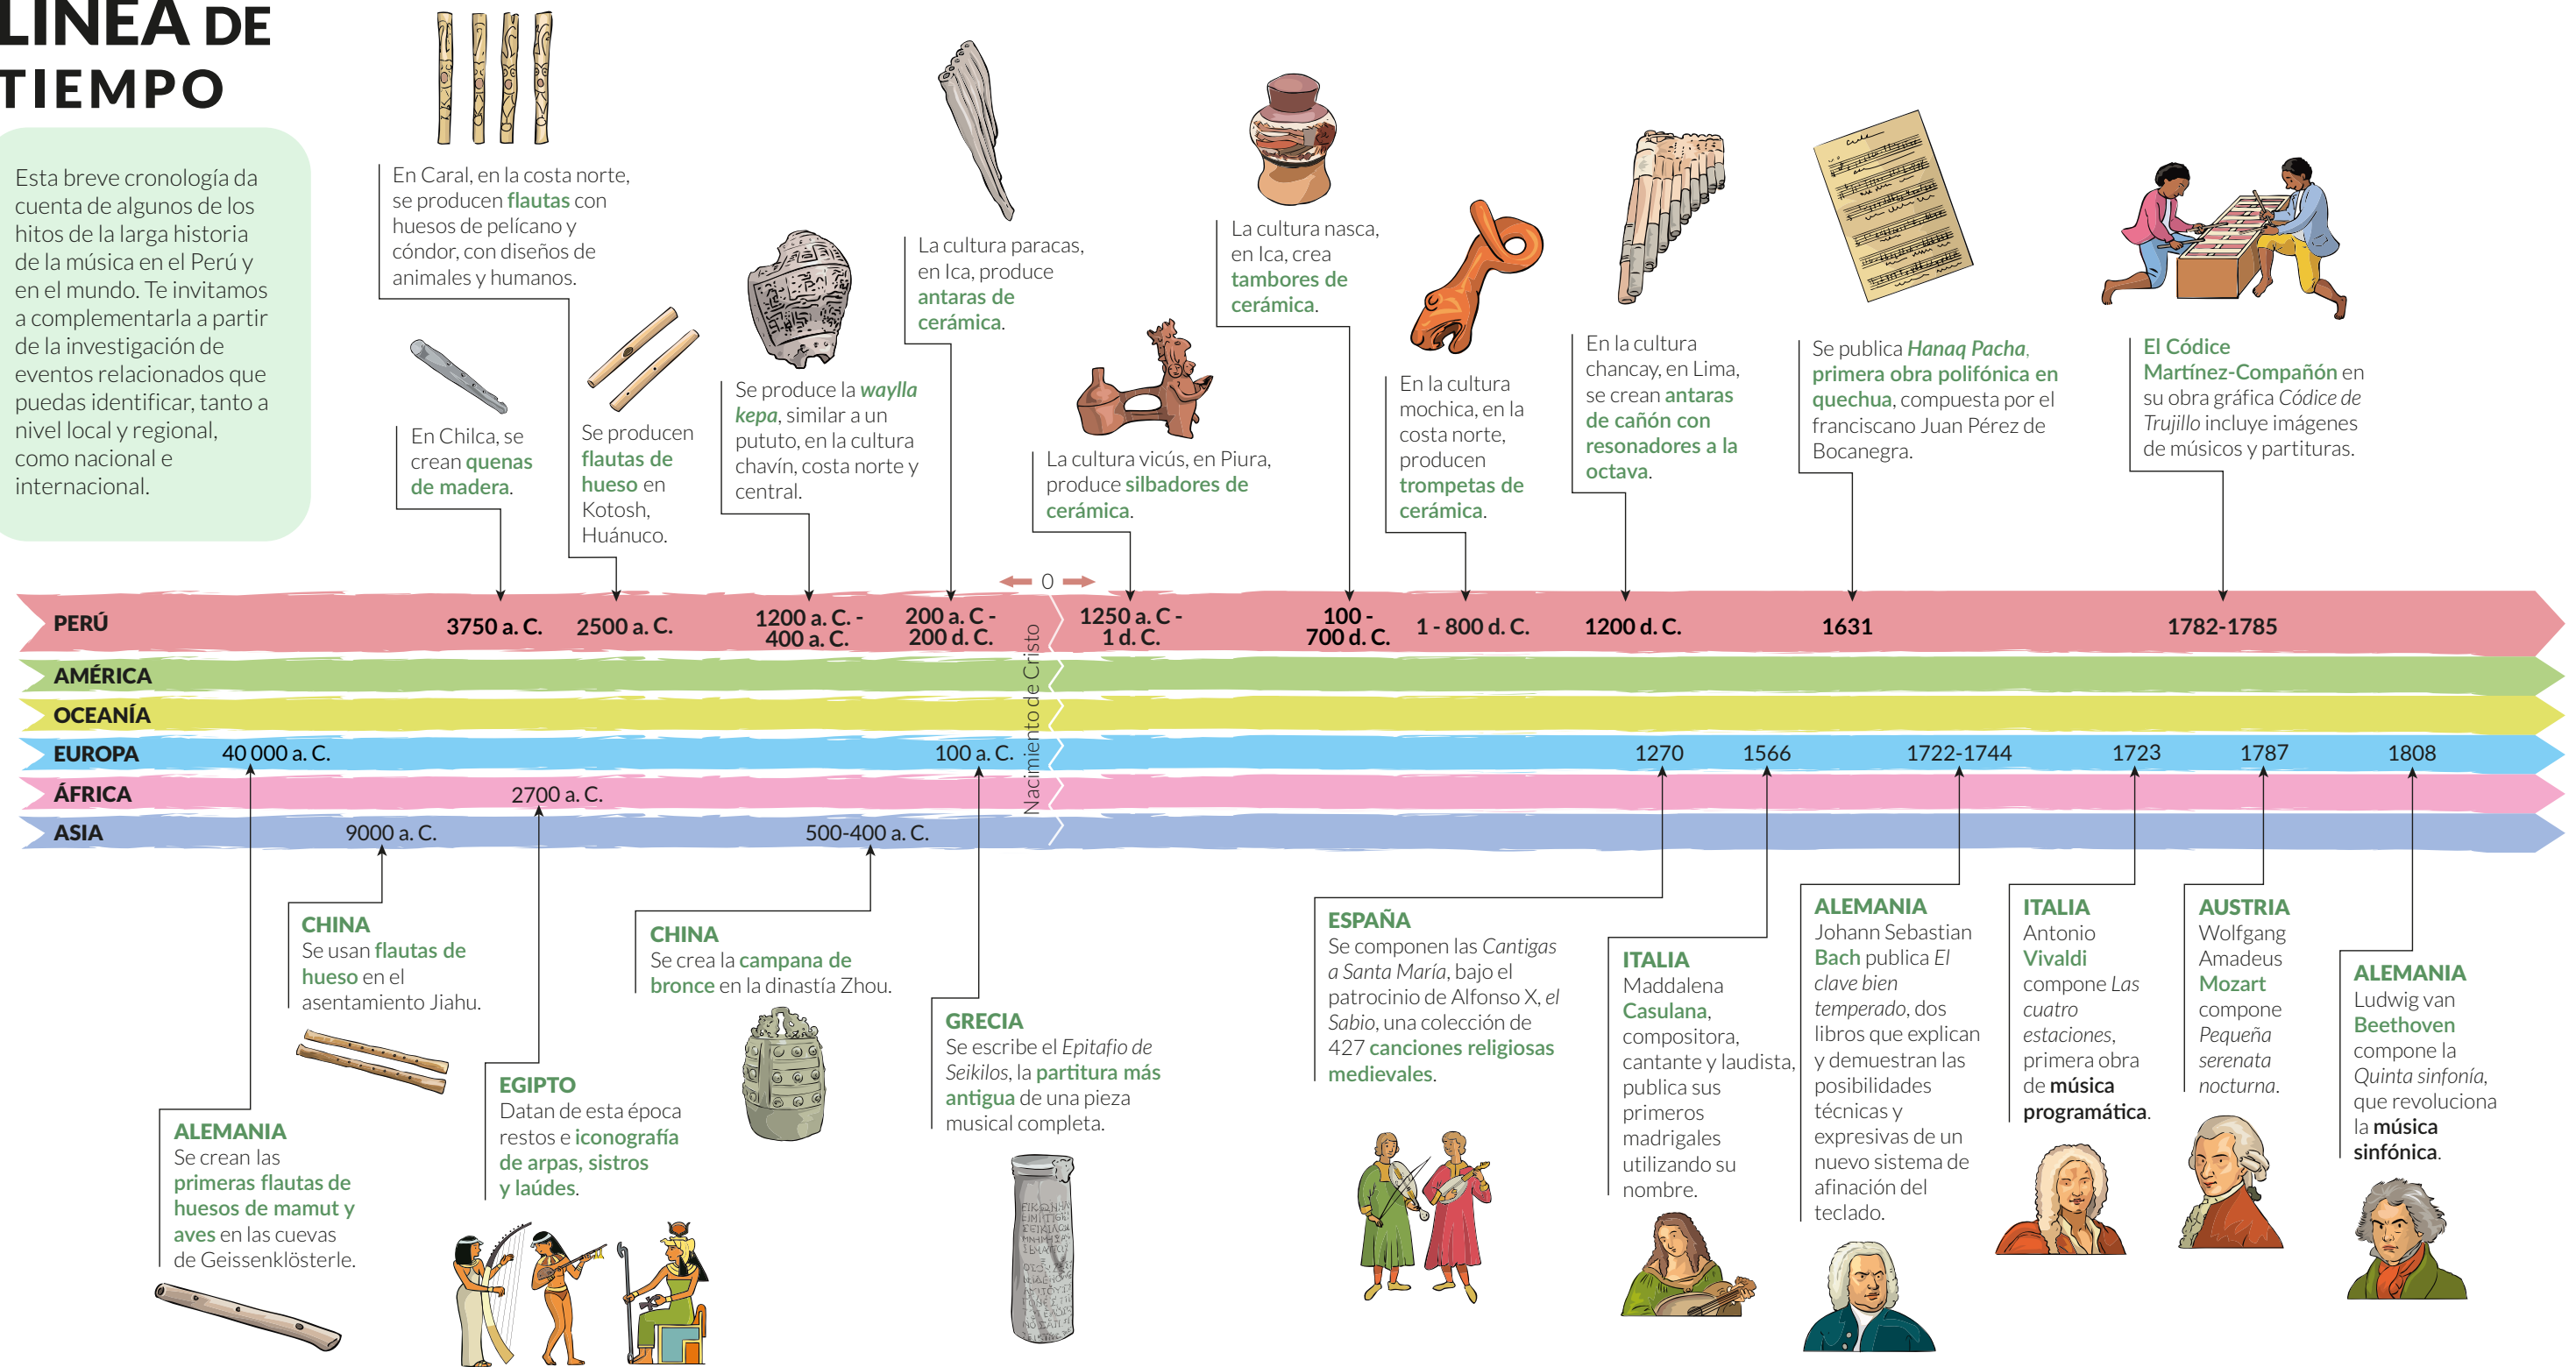 LÍNEA DE
TIEMPO
Esta breve cronología da
cuenta de algunos de los
hitos de la larga historia
de la música en el Perú y
en el mundo. Te invitamos
a complementarla a partir
de la investigación de
eventos relacionados que
puedas identificar, tanto a
nivel local y regional,
como nacional e
internacional.
En Caral, en la costa norte,
se producen flautas con
huesos de pelícano y
cóndor, con diseños de
animales y humanos.
En Chilca, se
crean quenas
de madera.
Se producen
flautas de
hueso en
Kotosh,
Huánuco.
Se produce la waylla
kepa, similar a un
pututo, en la cultura
chavín, costa norte y
central.
La cultura paracas,
en Ica, produce
antaras de
cerámica.
La cultura vicús, en Piura,
produce silbadores de
cerámica.
La cultura nasca,
en Ica, crea
tambores de
cerámica.
En la cultura
mochica, en la
costa norte,
producen
trompetas de
cerámica.
En la cultura
chancay, en Lima,
se crean antaras
de cañón con
resonadores a la
octava.
Se publica Hanaq Pacha,
primera obra polifónica en
quechua, compuesta por el
franciscano Juan Pérez de
Bocanegra.
El Códice
Martínez-Compañón en
su obra gráfica Códice de
Trujillo incluye imágenes
de músicos y partituras.
0
Nacimiento de Cristo
PERÚ
3750 a. C.
2500 a. C.
1200 a. C. -
400 a. C.
200 a. C -
200 d. C.
1250 a. C -
1 d. C.
100 -
700 d. C.
1 - 800 d. C.
1200 d. C.
1631
1782-1785
AMÉRICA
OCEANÍA
EUROPA
40 000 a. C.
100 a. C.
1270
1566
1722-1744
1723
1787
1808
ÁFRICA
2700 a. C.
ASIA
9000 a. C.
500-400 a. C.
ALEMANIA
Se crean las
primeras flautas de
huesos de mamut y
aves en las cuevas
de Geissenklösterle.
CHINA
Se usan flautas de
hueso en el
asentamiento Jiahu.
EGIPTO
Datan de esta época
restos e iconografía
de arpas, sistros
y laúdes.
CHINA
Se crea la campana de
bronce en la dinastía Zhou.
GRECIA
Se escribe el Epitafio de
Seikilos, la partitura más
antigua de una pieza
musical completa.
ESPAÑA
Se componen las Cantigas
a Santa María, bajo el
patrocinio de Alfonso X, el
Sabio, una colección de
427 canciones religiosas
medievales.
ITALIA
Maddalena
Casulana,
compositora,
cantante y laudista,
publica sus
primeros
madrigales
utilizando su
nombre.
ALEMANIA
Johann Sebastian
Bach publica El
clave bien
temperado, dos
libros que explican
y demuestran las
posibilidades
técnicas y
expresivas de un
nuevo sistema de
afinación del
teclado.
ITALIA
Antonio
Vivaldi
compone Las
cuatro
estaciones,
primera obra
de música
programática.
AUSTRIA
Wolfgang
Amadeus
Mozart
compone
Pequeña
serenata
nocturna.
ALEMANIA
Ludwig van
Beethoven
compone la
Quinta sinfonía,
que revoluciona
la música
sinfónica.